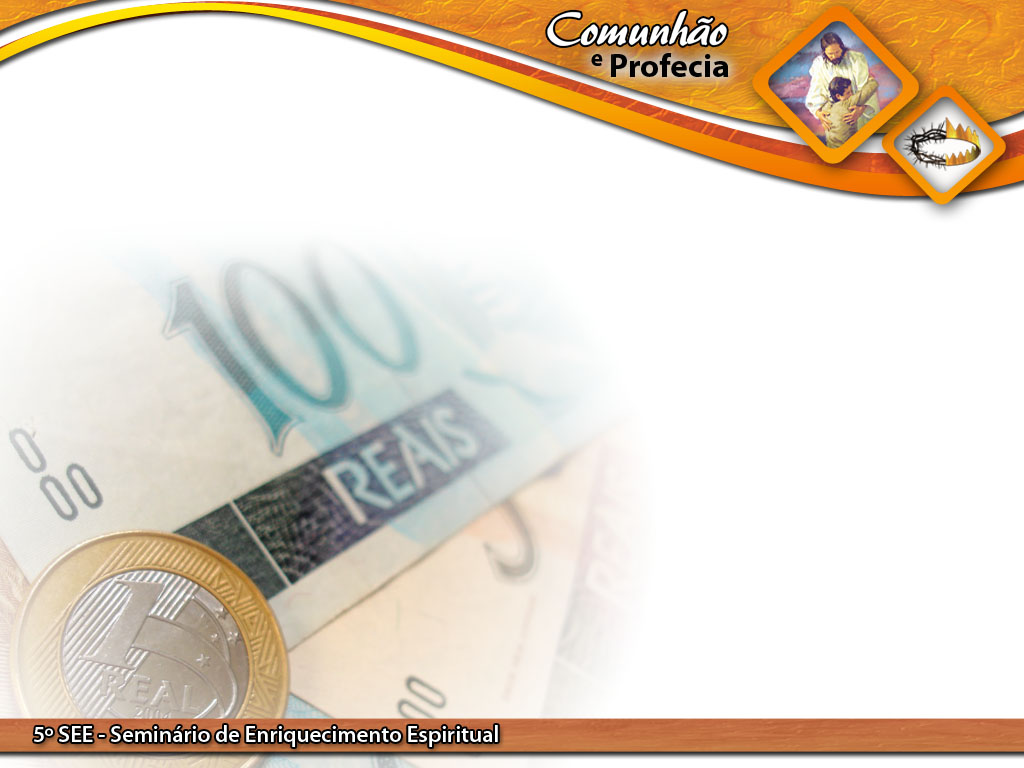 Comunhão
e Profecia
100
REAIS
1
REAL
5º SEE - Seminário de Enriquecimento Espiritual